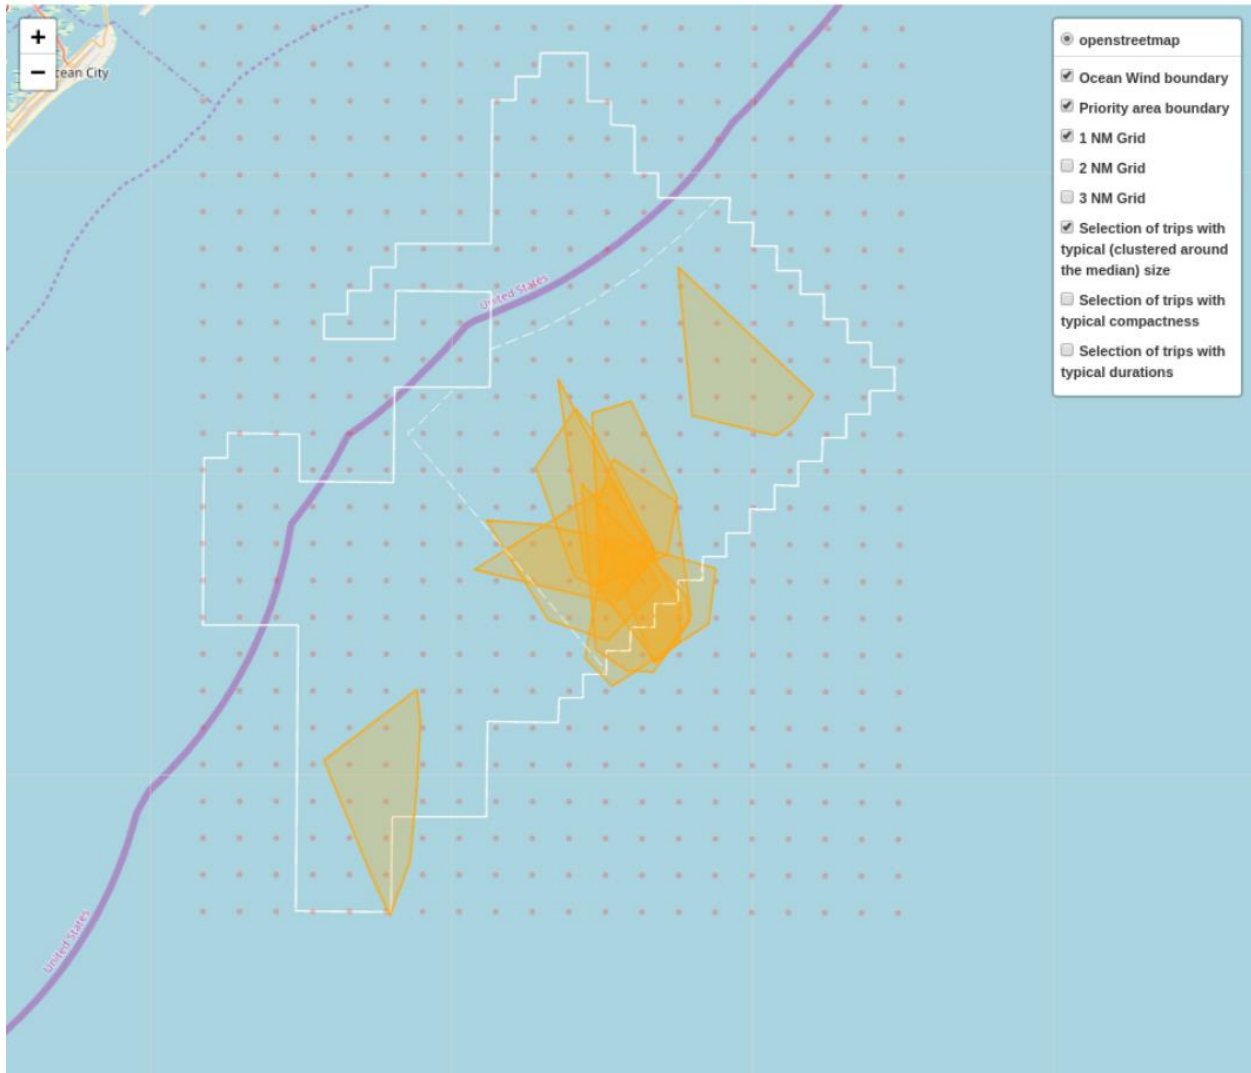 +
−
cean City
United States
United States
openstreetmap
Ocean Wind boundary
Priority area boundary
1 NM Grid
2 NM Grid
3 NM Grid
Selection of trips with
typical (clustered around
the median) size
Selection of trips with
typical compactness
Selection of trips with
typical durations